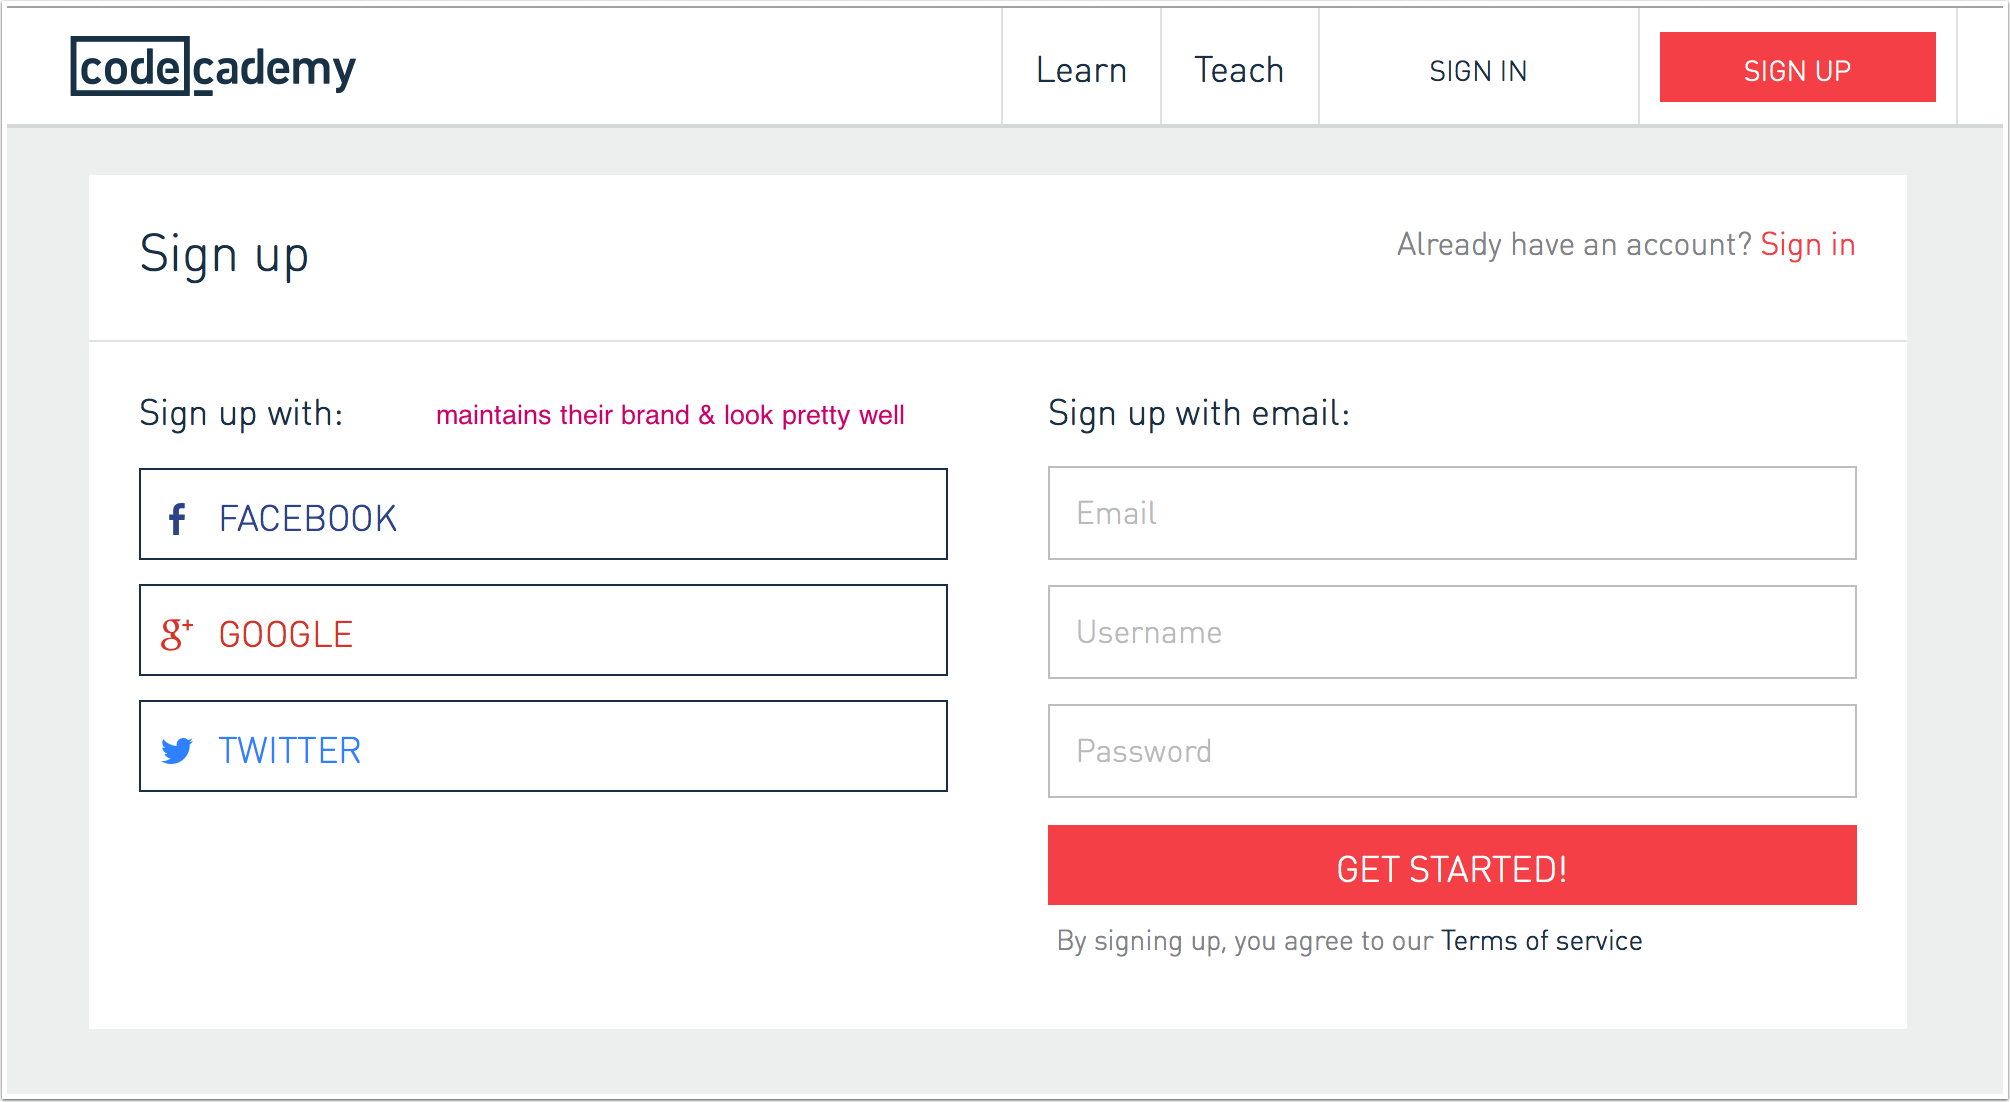 codecademy
Learn
Teach
SIGN IN
SIGN UP
Sign up
Already have an account? Sign in
Sign up with:
maintains their brand & look pretty well
f FACEBOOK
g+ GOOGLE
TWITTER
Sign up with email:
Email
Username
Password
GET STARTED!
By signing up, you agree to our Terms of service